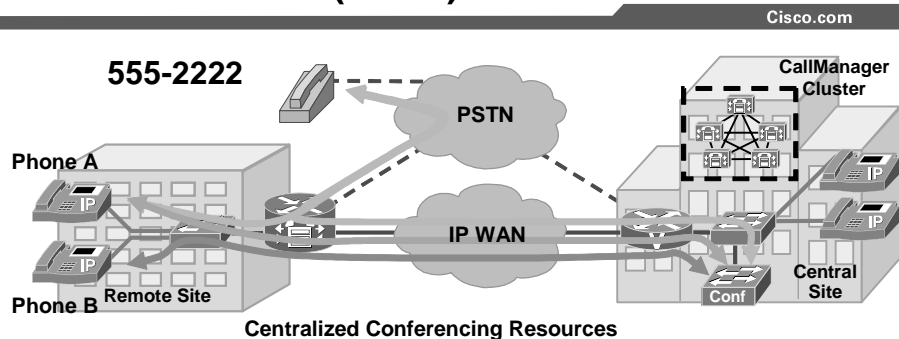 Cisco.com
555-2222
PSTN
CallManager
Cluster
Phone A
IP
IP
IP WAN
IP
IP
Phone B
Remote Site
Conf
Central
Site
Centralized Conferencing Resources